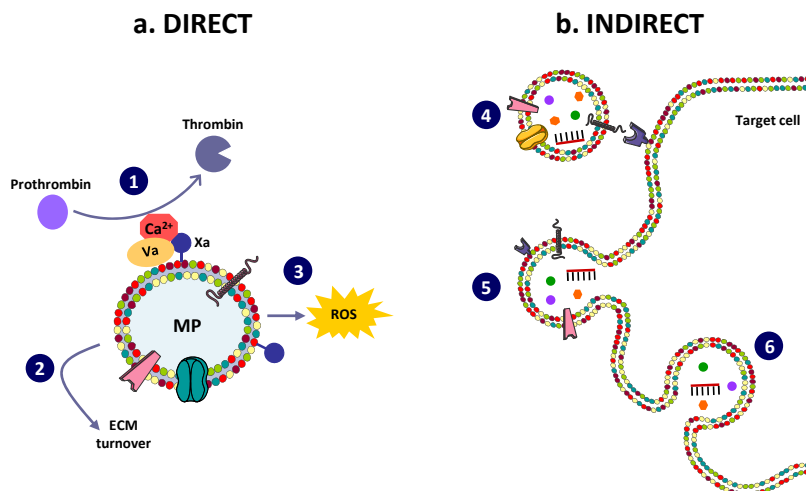 a. DIRECT
b. INDIRECT
Thrombin
4
Target cell
Prothrombin
1
Ca²⁺
Va
Xa
3
5
MP
ROS
2
6
ECM
turnover